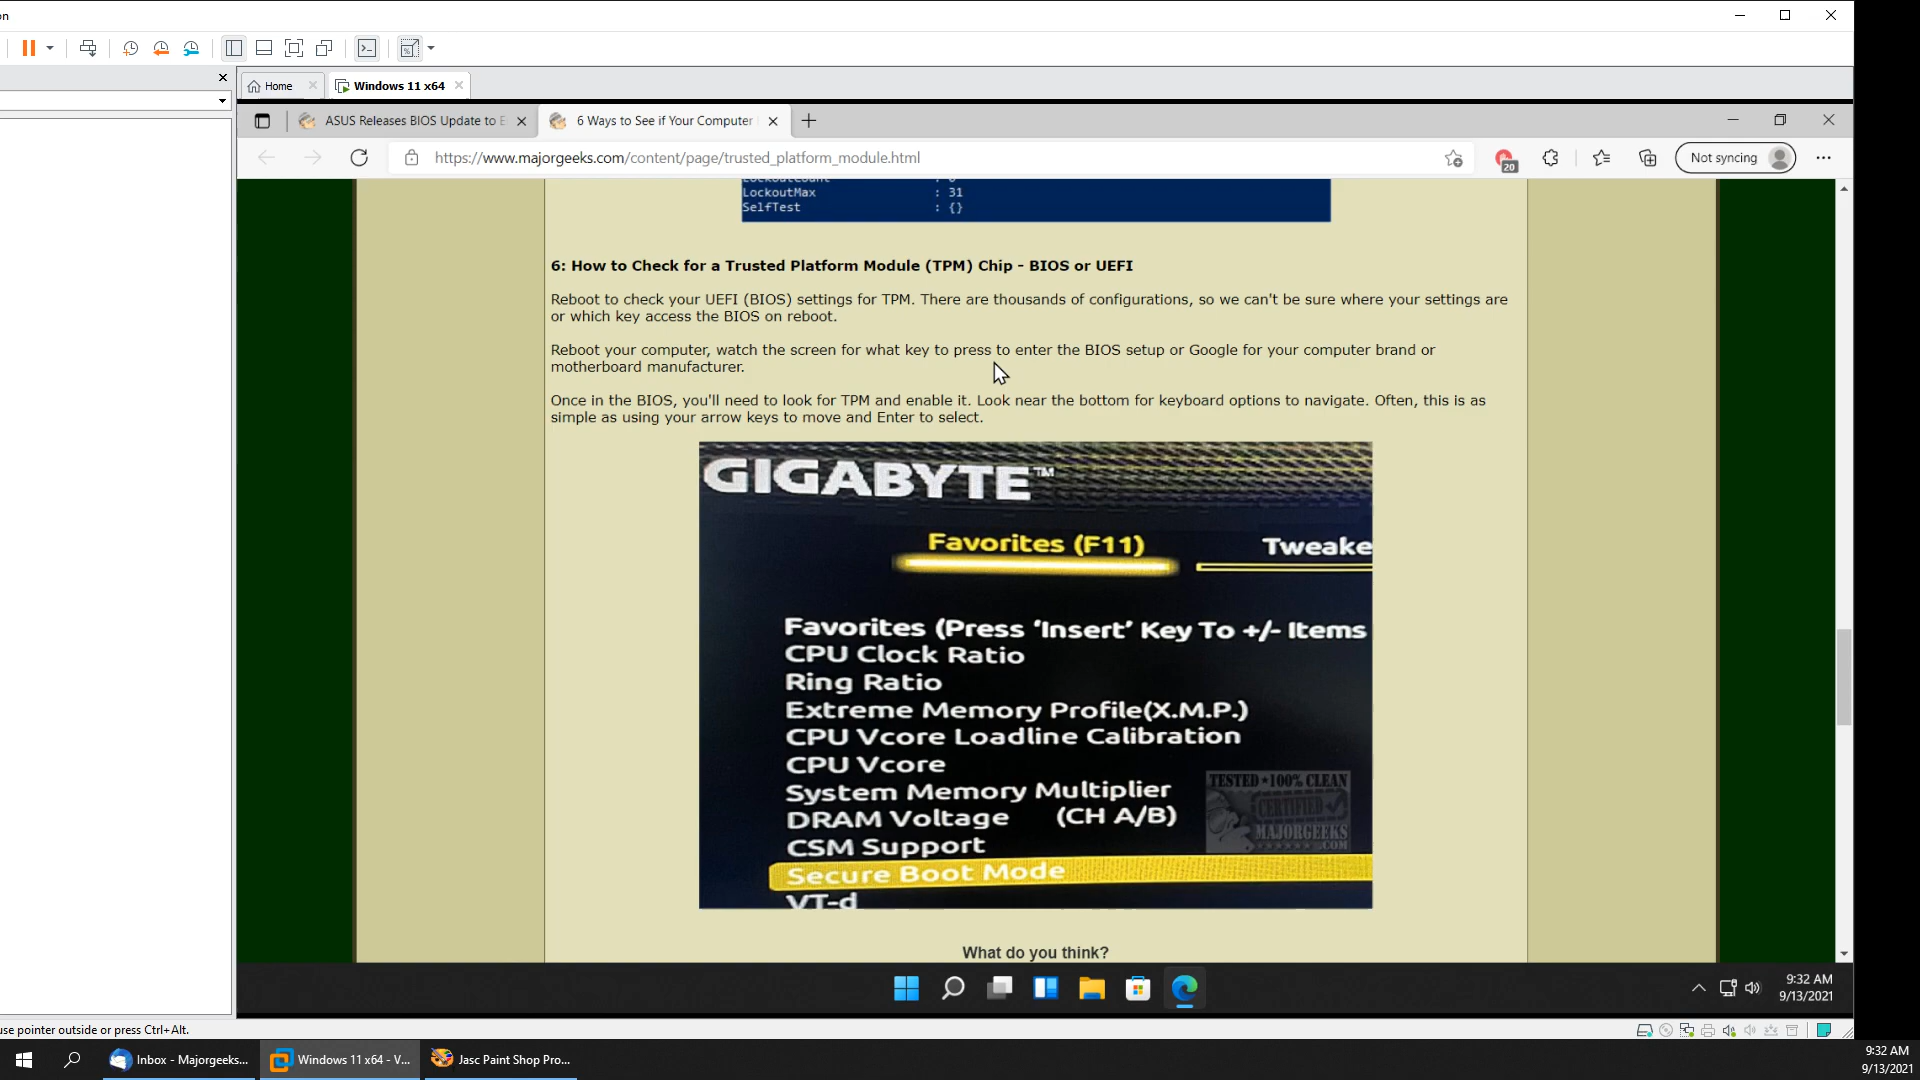 on
Home
Windows 11 x64
ASUS Releases BIOS Update to E
6 Ways to See if Your Computer
https://www.majorgeeks.com/content/page/trusted_platform_module.html
20
Not syncing
LockoutCount : 0
LockoutMax : 31
SelfTest : {}
6: How to Check for a Trusted Platform Module (TPM) Chip - BIOS or UEFI
Reboot to check your UEFI (BIOS) settings for TPM. There are thousands of configurations, so we can't be sure where your settings are
or which key access the BIOS on reboot.
Reboot your computer, watch the screen for what key to press to enter the BIOS setup or Google for your computer brand or
motherboard manufacturer.
Once in the BIOS, you'll need to look for TPM and enable it. Look near the bottom for keyboard options to navigate. Often, this is as
simple as using your arrow keys to move and Enter to select.
GIGABYTE™
Favorites (F11) Tweake
Favorites (Press ‘Insert’ Key To +/- Items
CPU Clock Ratio
Ring Ratio
Extreme Memory Profile(X.M.P.)
CPU Vcore Loadline Calibration
CPU Vcore
System Memory Multiplier
DRAM Voltage (CH A/B)
CSM Support
Secure Boot Mode
VT-d
TESTED ★ 100% CLEAN
CERTIFIED
MAJORGEEKS
.COM
What do you think?
9:32 AM
9/13/2021
use pointer outside or press Ctrl+Alt.
Inbox - Majorgeeks...
Windows 11 x64 - V...
Jasc Paint Shop Pro...
9:32 AM
9/13/2021